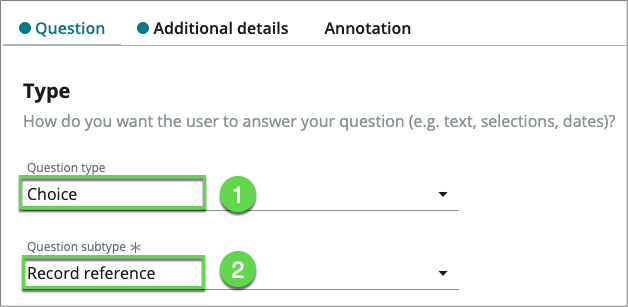 Question Additional details Annotation
Type
How do you want the user to answer your question (e.g. text, selections, dates)?
Question type
Choice 1
Question subtype *
Record reference 2